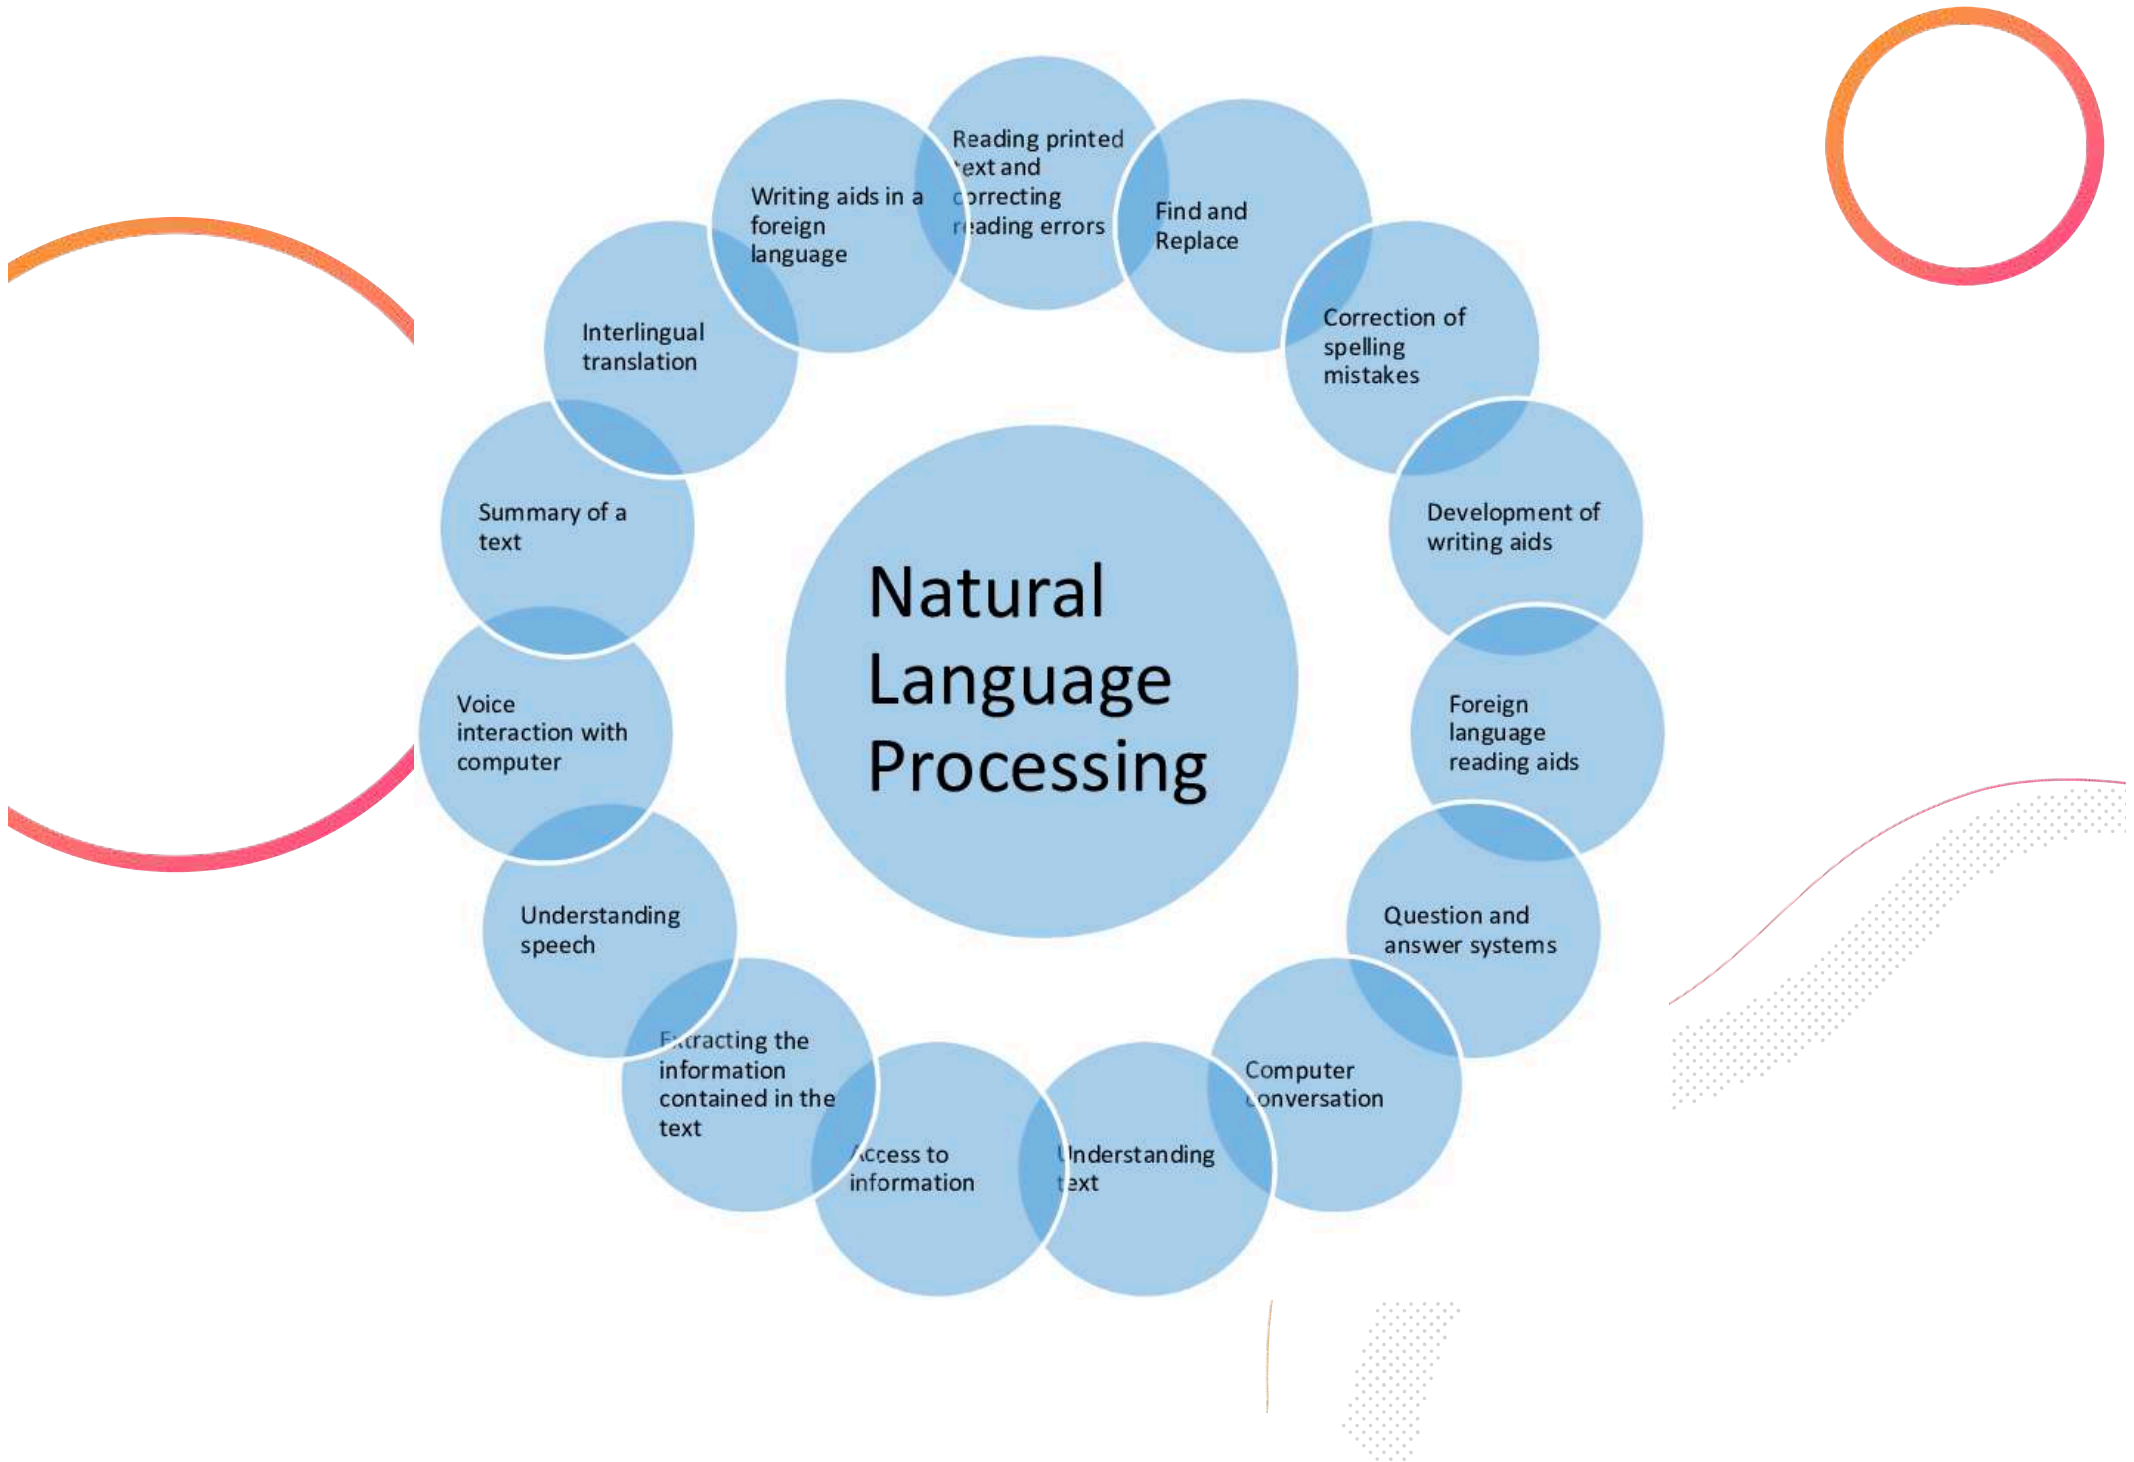 Reading printed
text and
correcting
reading errors
Find and
Replace
Correction of
spelling
mistakes
Development of
writing aids
Foreign
language
reading aids
Question and
answer systems
Computer
conversation
Understanding
text
Access to
information
Extracting the
information
contained in the
text
Understanding
speech
Voice
interaction with
computer
Summary of a
text
Interlingual
translation
Writing aids in a
foreign
language
Natural
Language
Processing